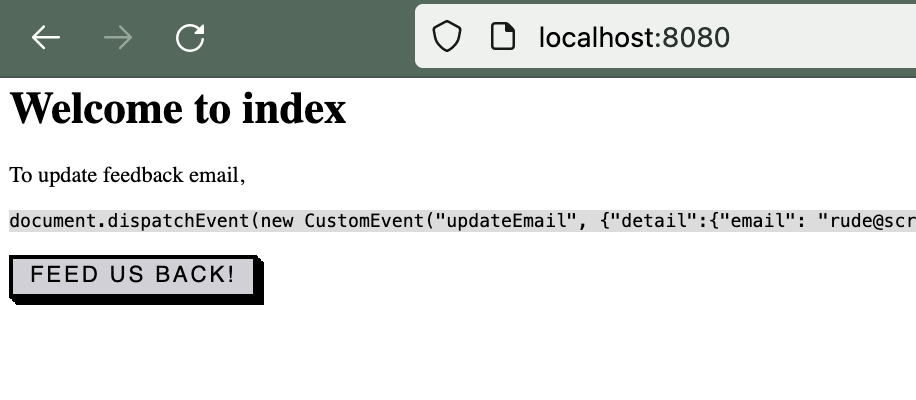 localhost:8080
Welcome to index
To update feedback email,
document.dispatchEvent(new CustomEvent("updateEmail", {"detail":{"email": "rude@scr
FEED US BACK!